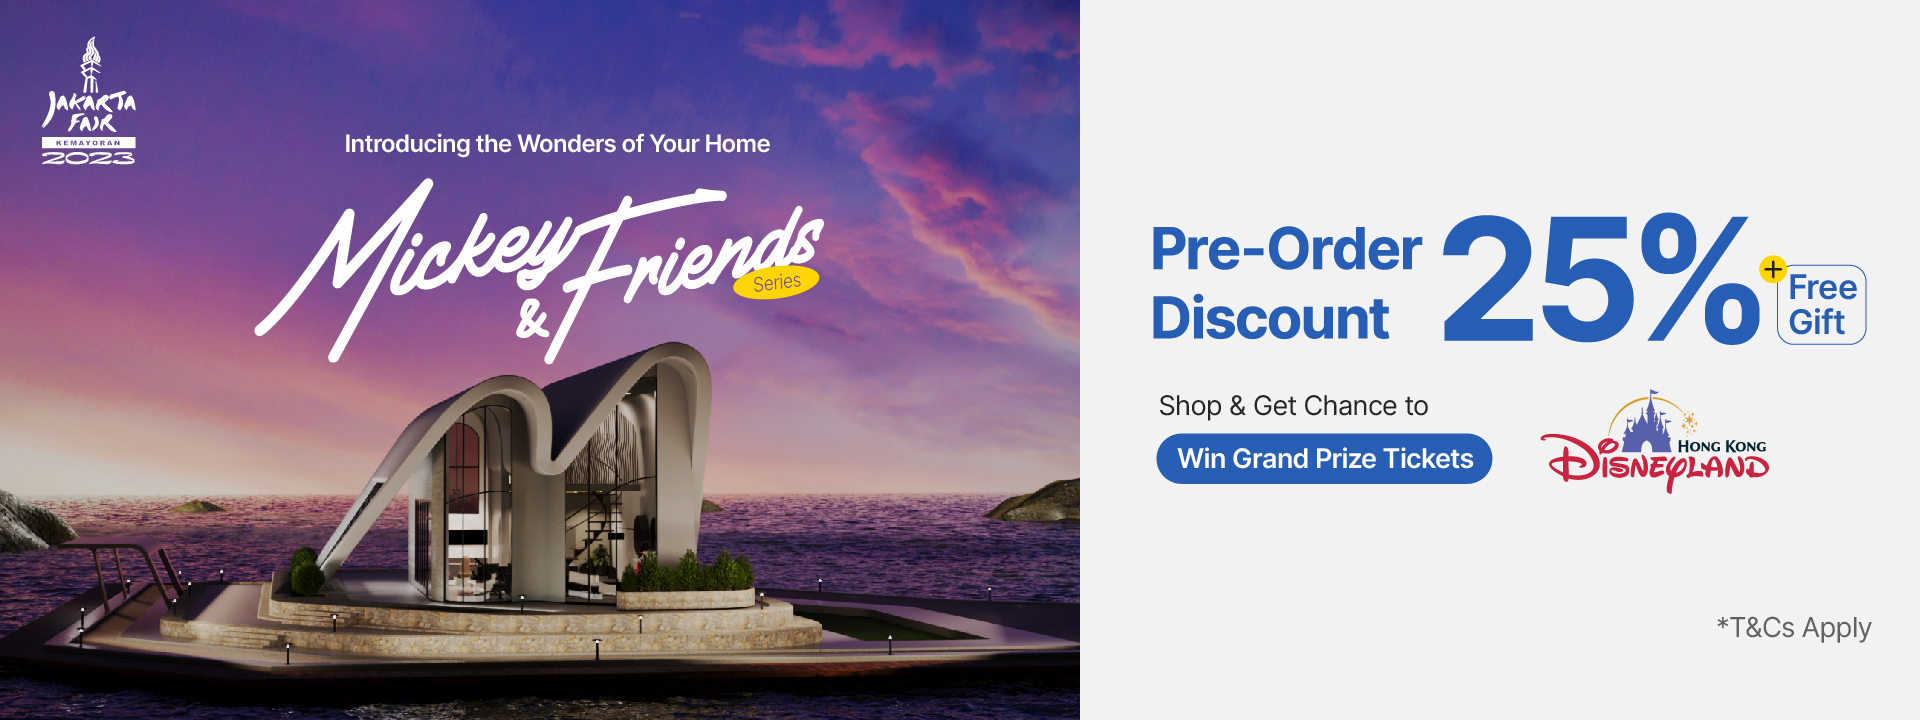 JAKARTA
FAIR
KEMAYORAN
2023
Introducing the Wonders of Your Home
Mickey
& Friends
Series
Pre-Order
Discount
25%
+
Free
Gift
Shop & Get Chance to
Win Grand Prize Tickets
HONG KONG
DISNEYLAND
*T&Cs Apply